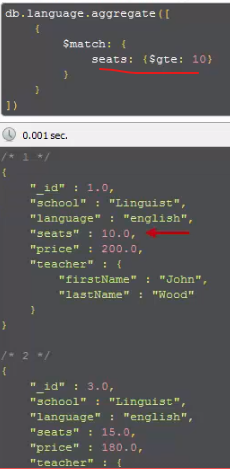 db.language.aggregate([
    {
        $match: {
            seats: {$gte: 10}
        }
    }
])
0.001 sec.
/* 1 */
{
    "_id" : 1.0,
    "school" : "Linguist",
    "language" : "english",
    "seats" : 10.0,
    "price" : 200.0,
    "teacher" : {
        "firstName" : "John",
        "lastName" : "Wood"
    }
}
/* 2 */
{
    "_id" : 3.0,
    "school" : "Linguist",
    "language" : "english",
    "seats" : 15.0,
    "price" : 180.0,
    "teacher" : {